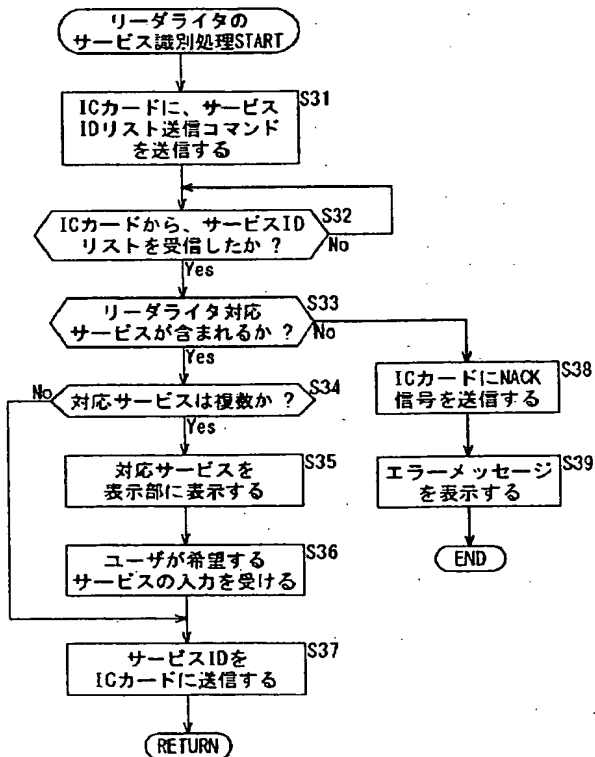 リーダライタの
サービス識別処理START
ICカードに、サービス
IDリスト送信コマンド
を送信する
S31
ICカードから、サービスID
リストを受信したか ?
S32
No
Yes
リーダライタ対応
サービスが含まれるか ?
S33
No
Yes
対応サービスは複数か ?
S34
No
Yes
ICカードにNACK
信号を送信する
S38
対応サービスを
表示部に表示する
S35
エラーメッセージ
を表示する
S39
END
ユーザが希望する
サービスの入力を受ける
S36
サービスIDを
ICカードに送信する
S37
RETURN